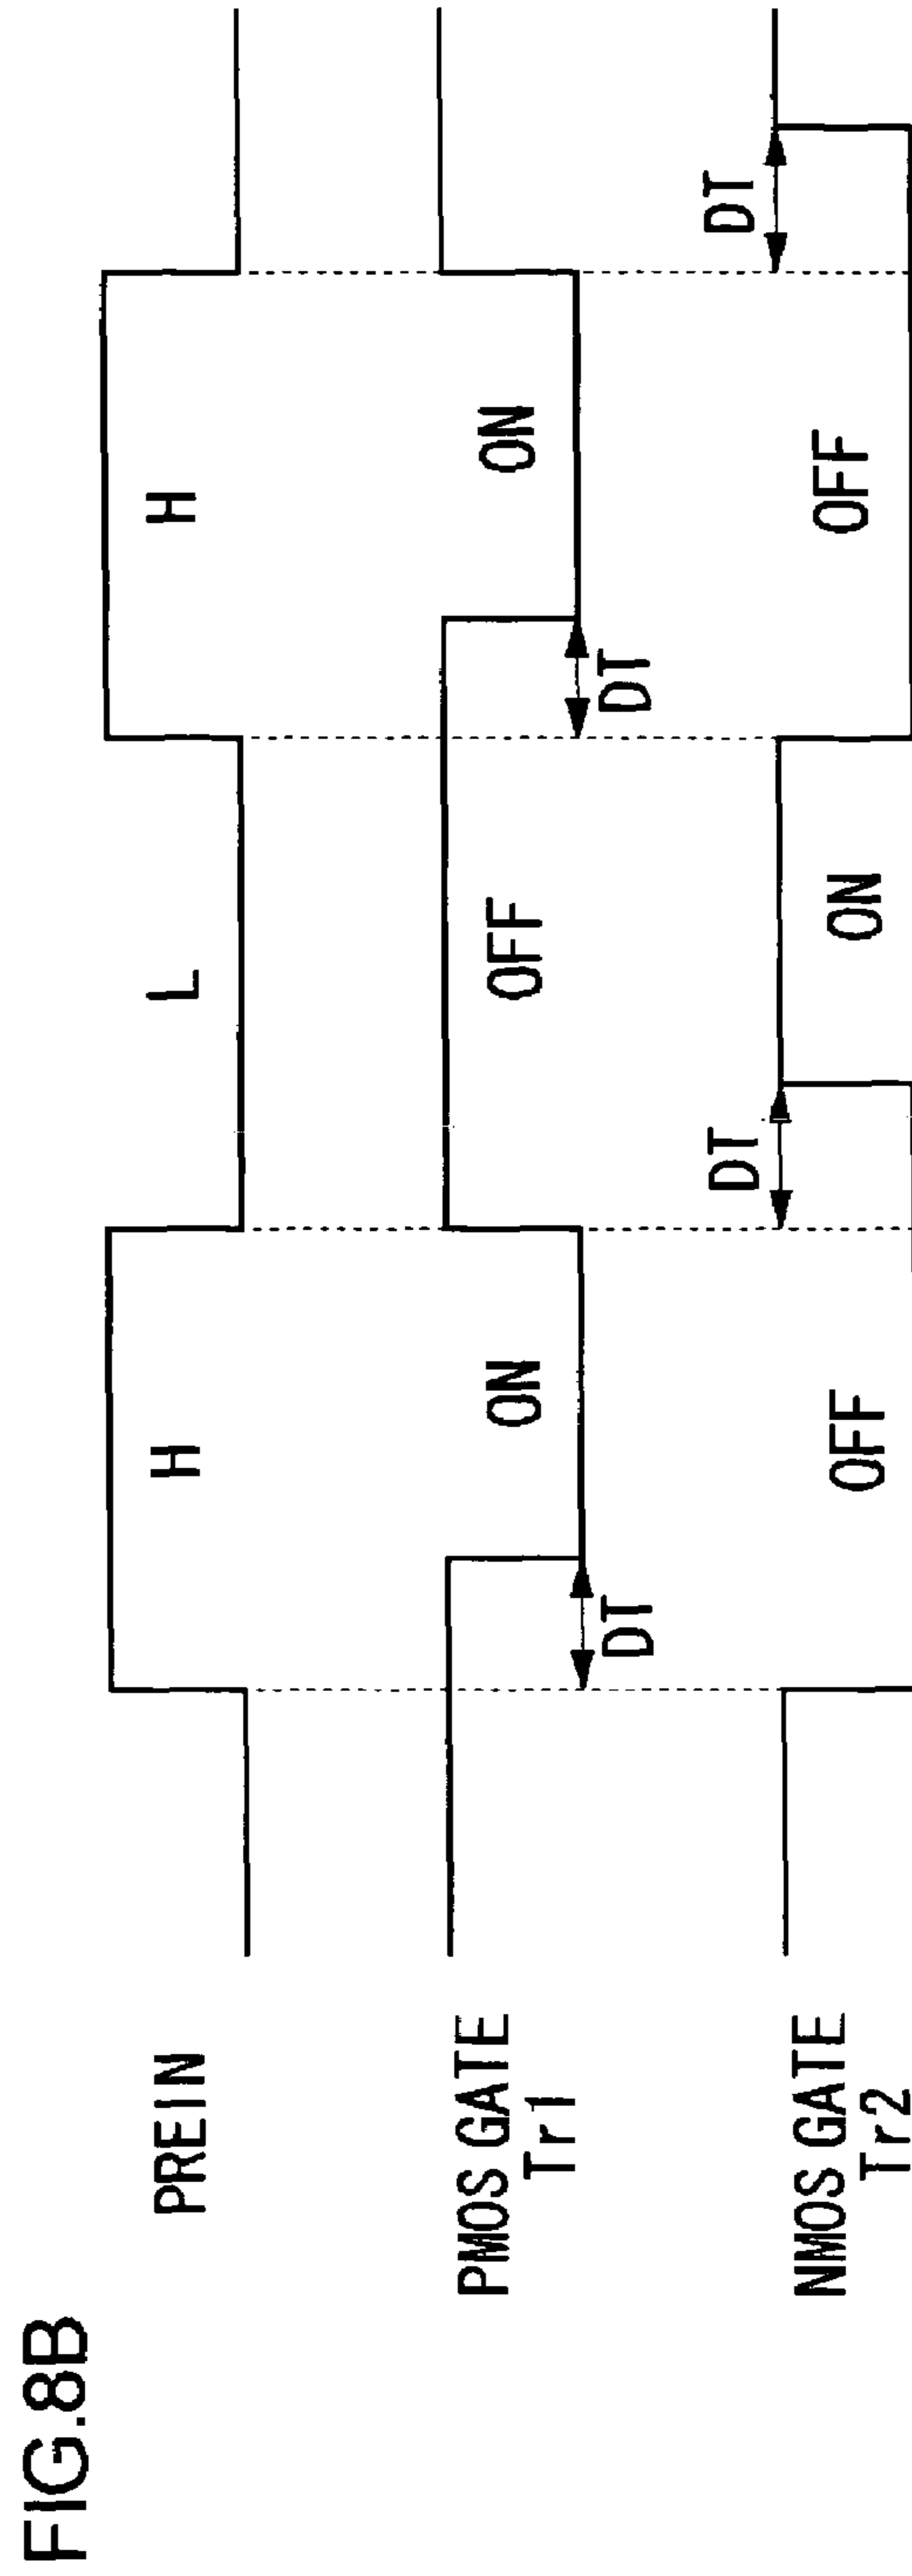 FIG.8B
PREIN
H
L
H
PMOS GATE
Tr1
ON
OFF
ON
DT
DT
NMOS GATE
Tr2
DT
DT
OFF
ON
OFF